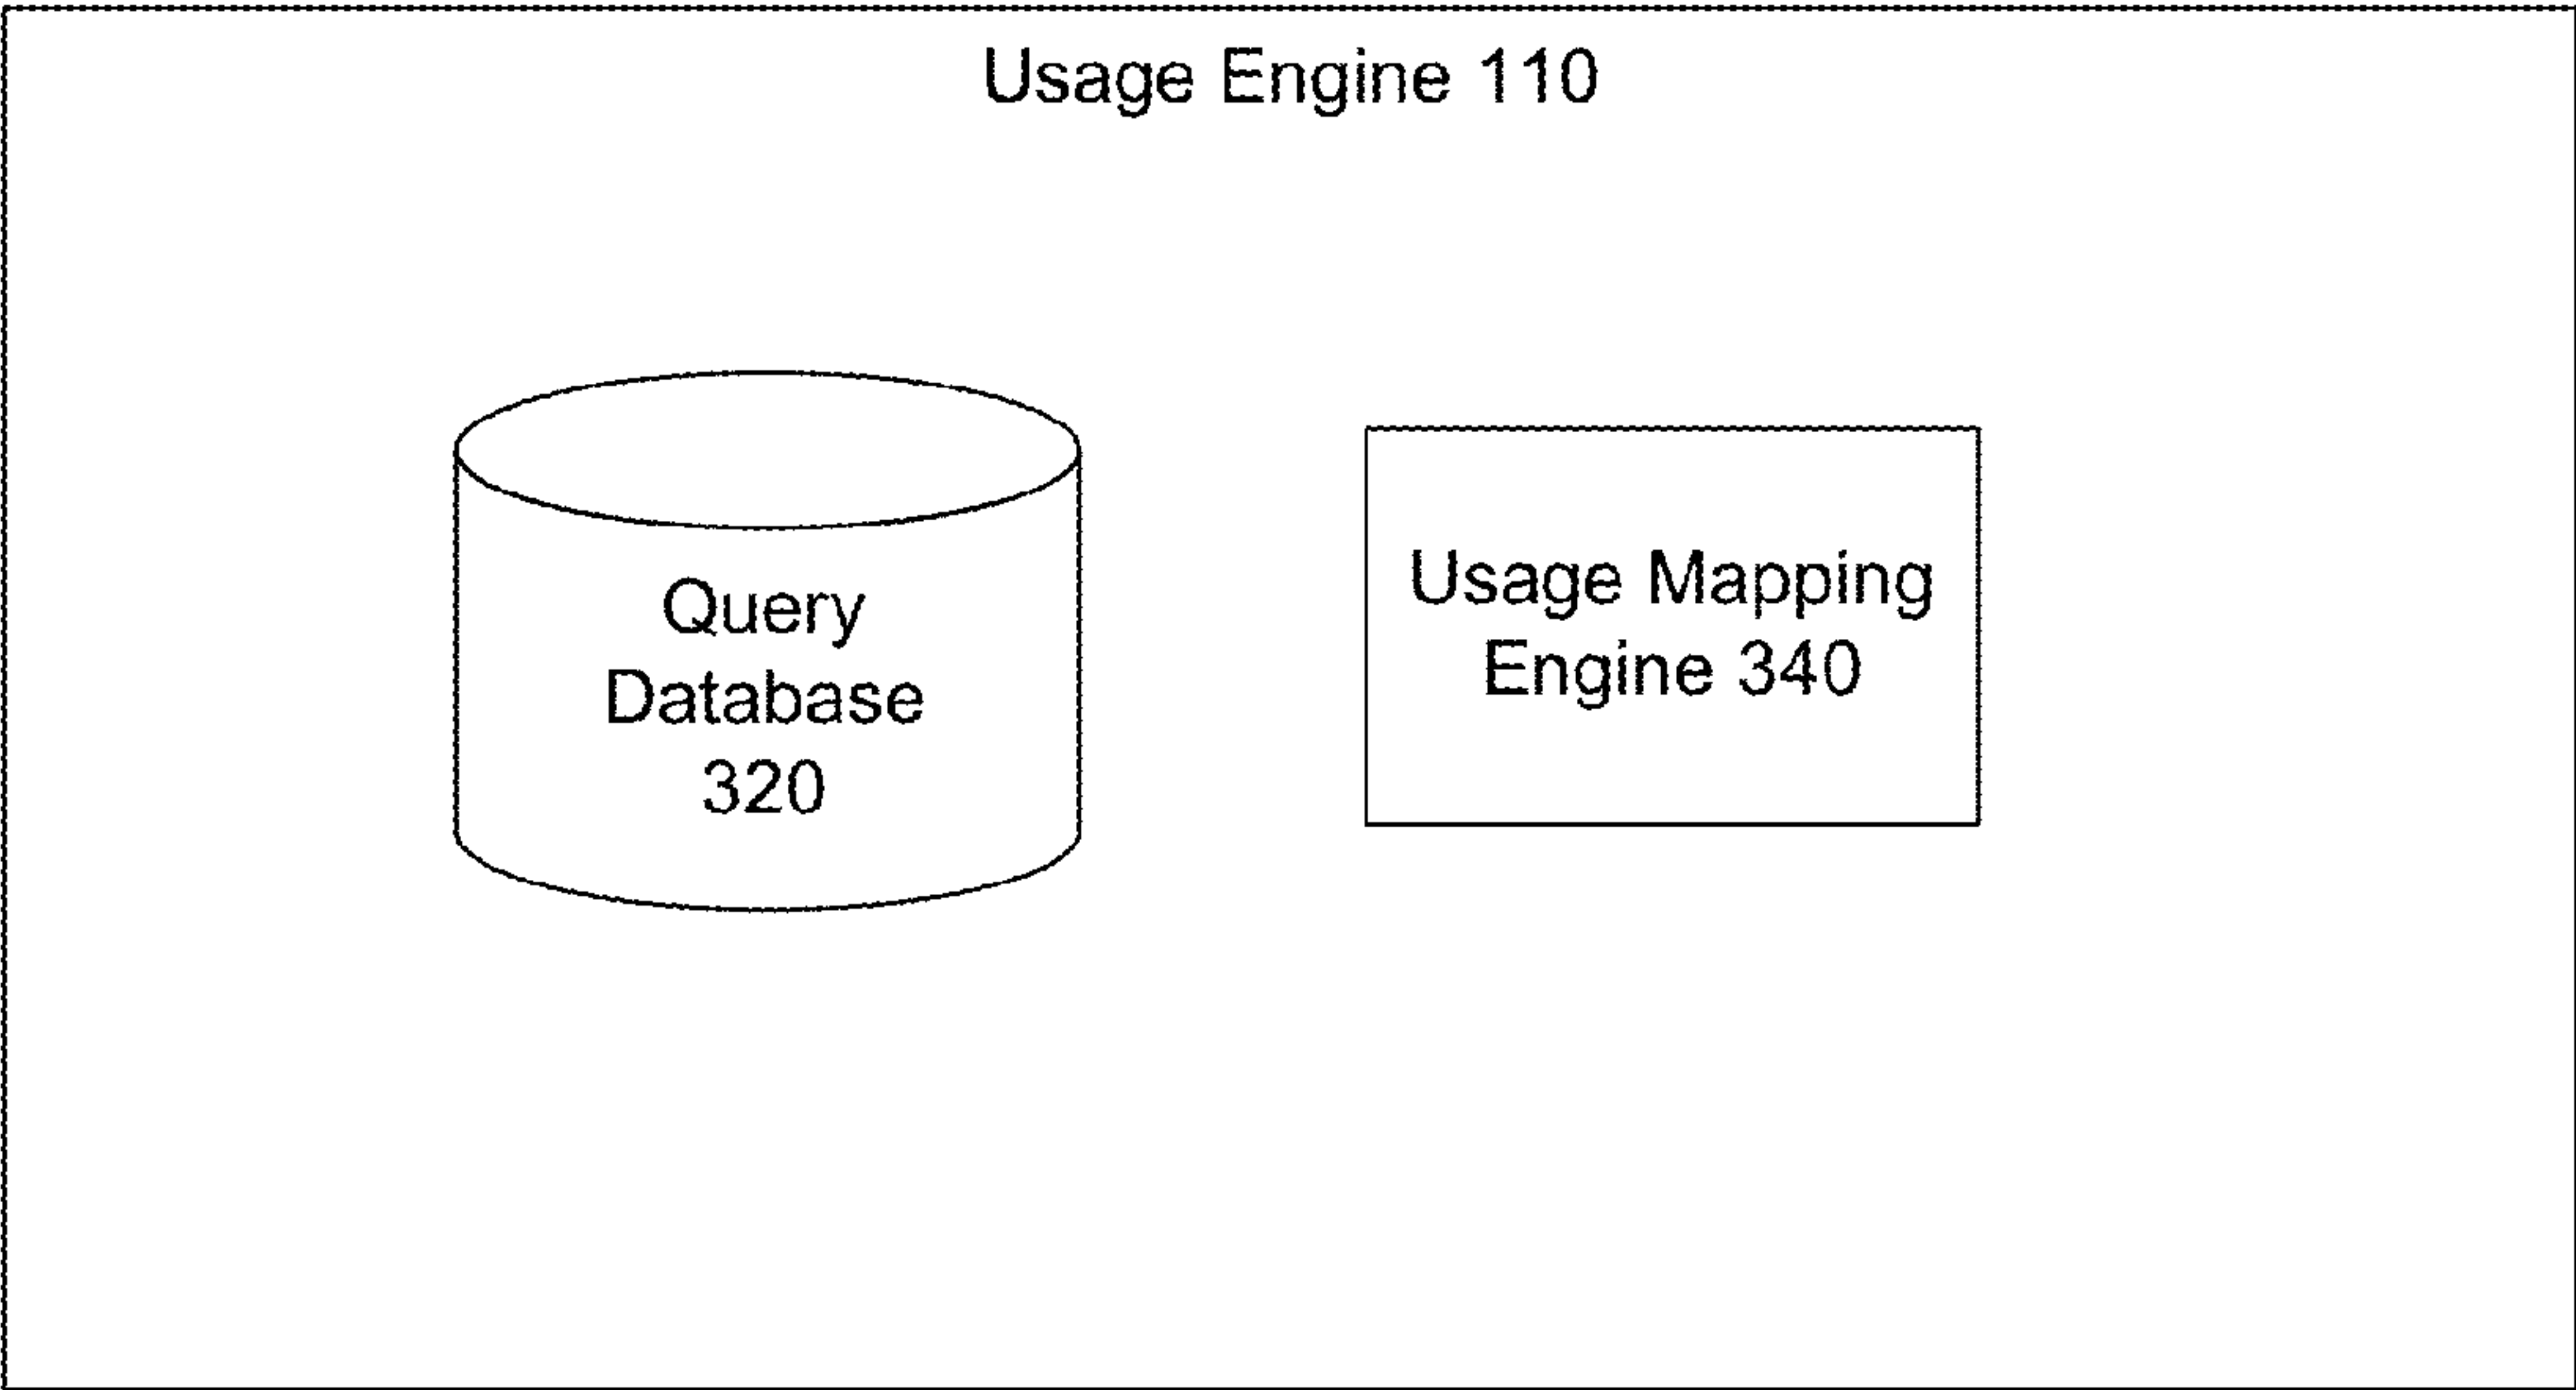 Usage Engine 110
Query
Database
320
Usage Mapping
Engine 340